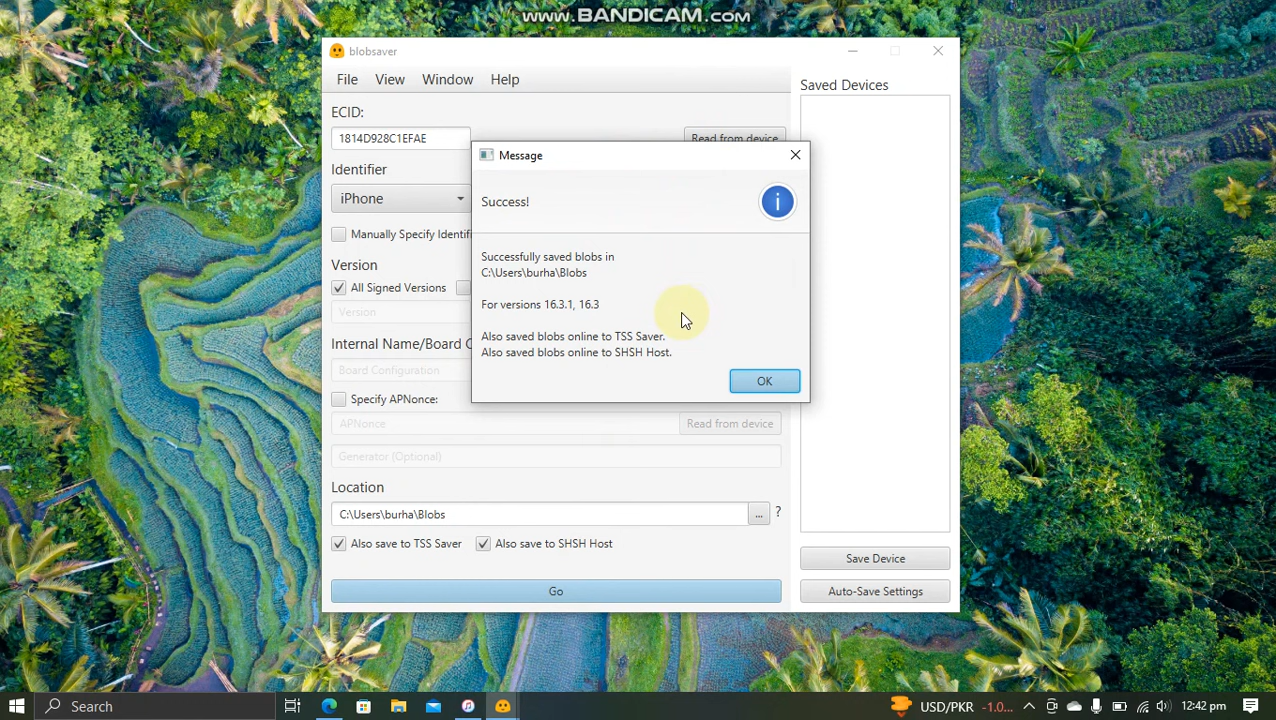 www.BANDICAM.com
blobsaver
File View Window Help
Saved Devices
ECID:
1814D928C1EFAE
Read from device
Message
Identifier
iPhone
Success!
Manually Specify Identifi
Version
Successfully saved blobs in
C:\Users\burha\Blobs
All Signed Versions
For versions 16.3.1, 16.3
Version
Also saved blobs online to TSS Saver.
Internal Name/Board C
Also saved blobs online to SHSH Host.
Board Configuration
OK
Specify APNonce:
APNonce
Read from device
Generator (Optional)
Location
C:\Users\burha\Blobs
...
?
Also save to TSS Saver
Also save to SHSH Host
Save Device
Go
Auto-Save Settings
Search
USD/PKR -1.0...
12:42 pm